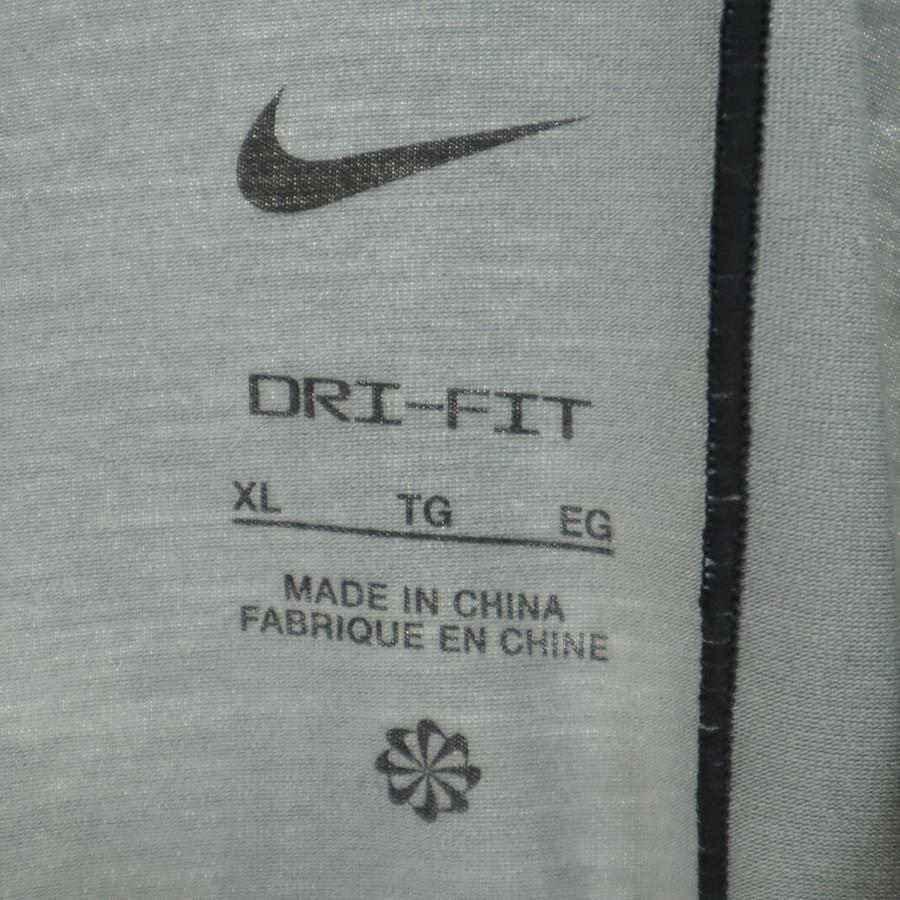 DRI-FIT
XL TG EG
MADE IN CHINA
FABRIQUE EN CHINE